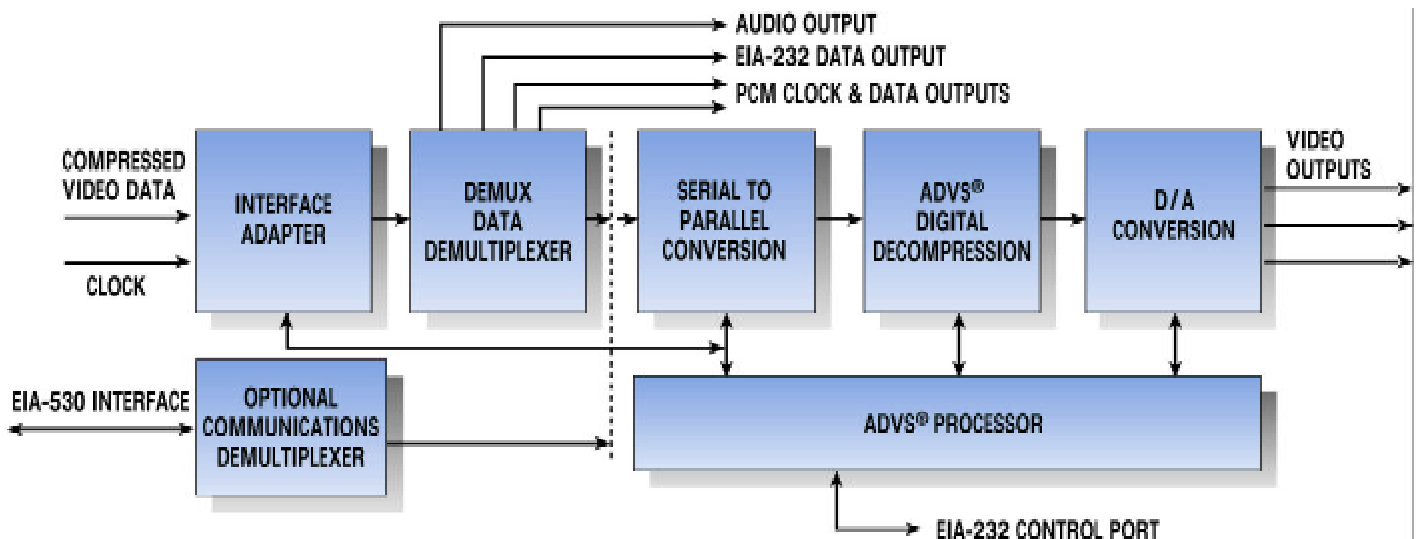 AUDIO OUTPUT
EIA-232 DATA OUTPUT
PCM CLOCK & DATA OUTPUTS
COMPRESSED
VIDEO DATA
CLOCK
INTERFACE
ADAPTER
DEMUX
DATA
DEMULTIPLEXER
SERIAL TO
PARALLEL
CONVERSION
ADVS®
DIGITAL
DECOMPRESSION
D/A
CONVERSION
VIDEO
OUTPUTS
EIA-530 INTERFACE
OPTIONAL
COMMUNICATIONS
DEMULTIPLEXER
ADVS® PROCESSOR
EIA-232 CONTROL PORT